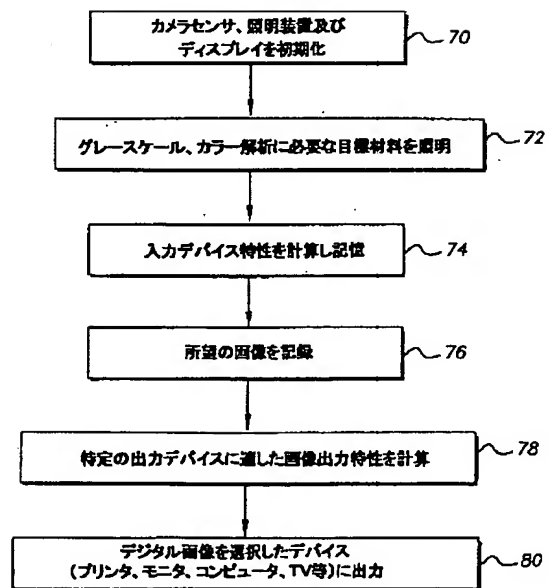 カメラセンサ、照明装置及び
ディスプレイを初期化
70
グレースケール、カラー解析に必要な目標材料を照明
72
入力デバイス特性を計算し記憶
74
所望の画像を記録
76
特定の出力デバイスに適した画像出力特性を計算
78
デジタル画像を選択したデバイス
(プリンタ、モニタ、コンピュータ、TV等)に出力
80